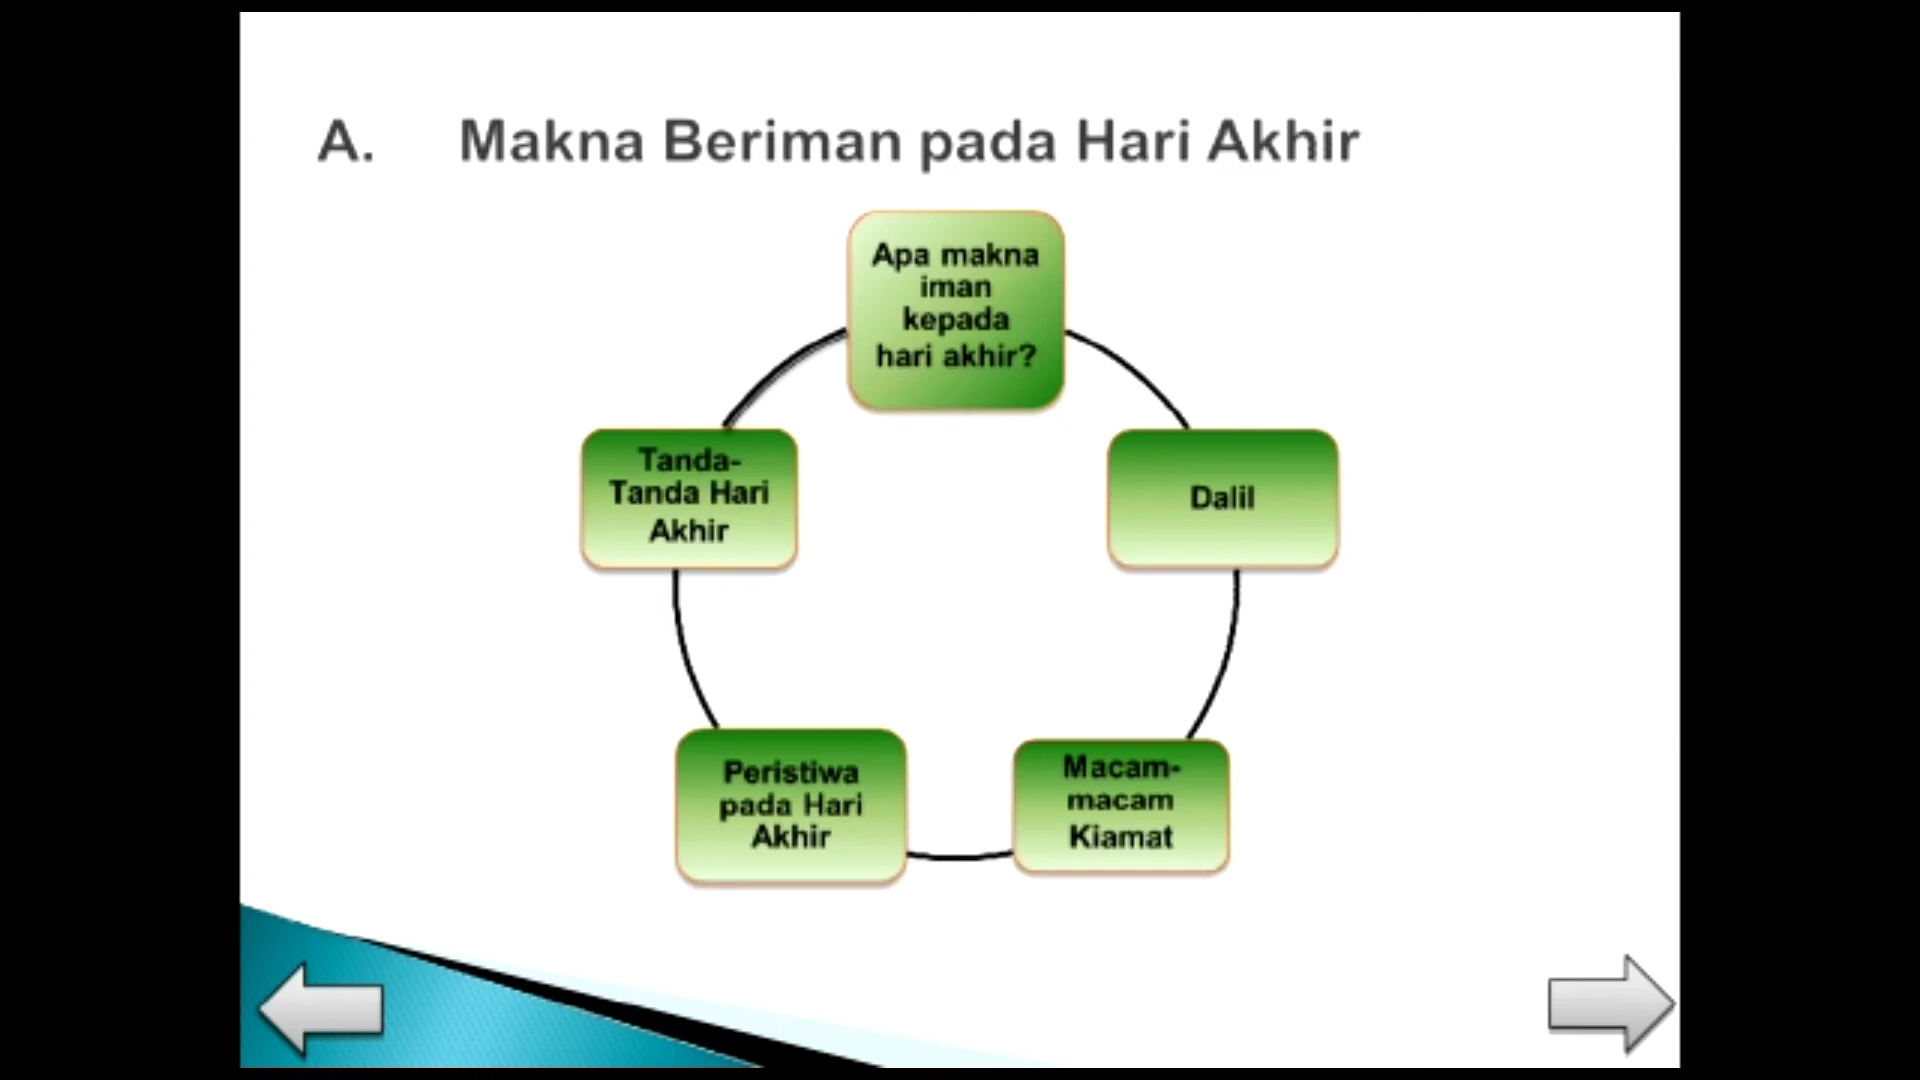 A. Makna Beriman pada Hari Akhir
Apa makna
iman
kepada
hari akhir?
Dalil
Macam-
macam
Kiamat
Peristiwa
pada Hari
Akhir
Tanda-
Tanda Hari
Akhir